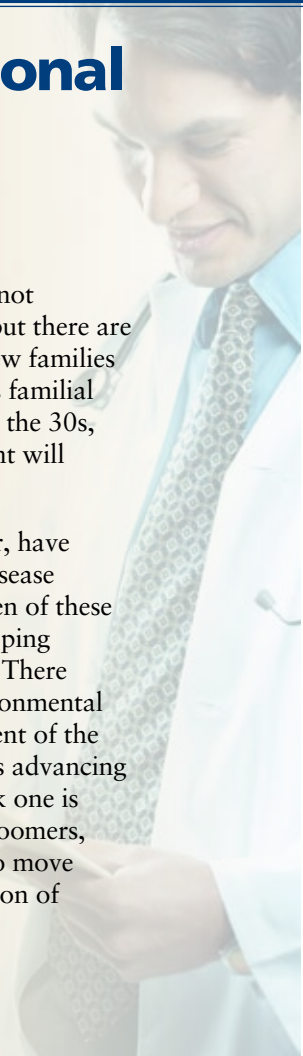 onal
not
but there are
w families
familial
the 30s,
nt will
, have
sease
en of these
ping
There
onmental
ent of the
s advancing
k one is
oomers,
o move
on of